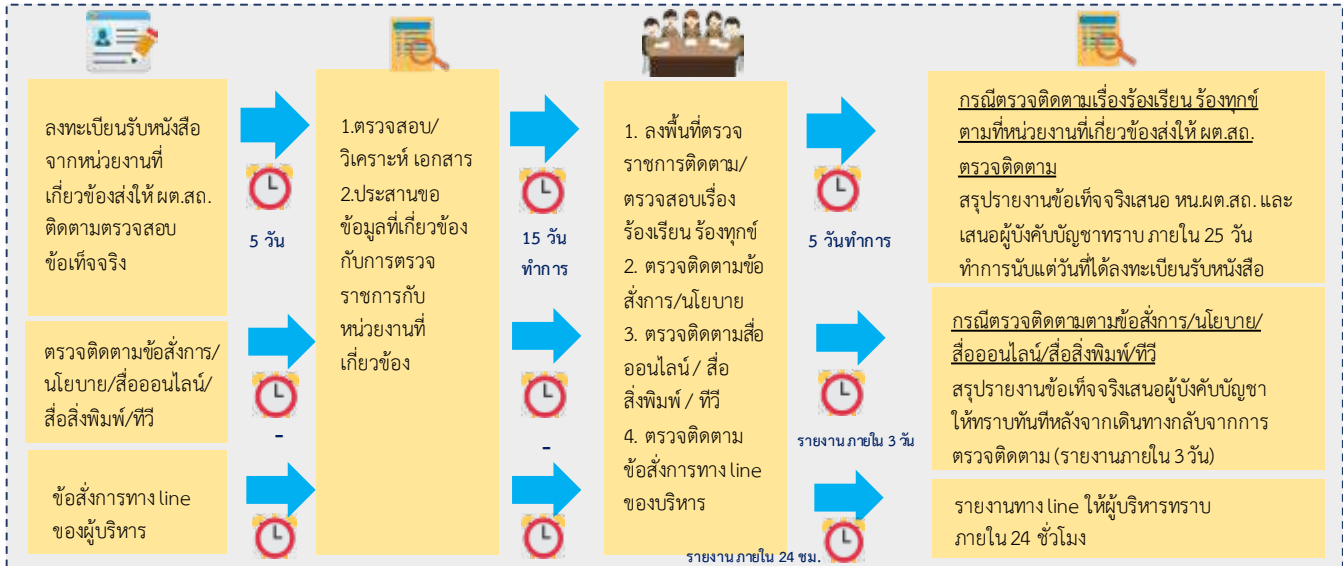 ลงทะเบียนรับหนังสือ
จากหน่วยงานที่
เกี่ยวข้องส่งให้ ผต.สถ.
ติดตามตรวจสอบ
ข้อเท็จจริง
5 วัน
1.ตรวจสอบ/
วิเคราะห์ เอกสาร
2.ประสานขอ
ข้อมูลที่เกี่ยวข้อง
กับการตรวจ
ราชการกับ
หน่วยงานที่
เกี่ยวข้อง
15 วัน
ทำการ
1. ลงพื้นที่ตรวจ
ราชการติดตาม/
ตรวจสอบเรื่อง
ร้องเรียน ร้องทุกข์
2. ตรวจติดตามข้อ
สั่งการ/นโยบาย
3. ตรวจติดตามสื่อ
ออนไลน์ / สื่อ
สิ่งพิมพ์ / ทีวี
4. ตรวจติดตาม
ข้อสั่งการทาง line
ของบริหาร
5 วันทำการ
กรณีตรวจติดตามเรื่องร้องเรียน ร้องทุกข์
ตามที่หน่วยงานที่เกี่ยวข้องส่งให้ ผต.สถ.
ตรวจติดตาม
สรุปรายงานข้อเท็จจริงเสนอ หน.ผต.สถ. และ
เสนอผู้บังคับบัญชาทราบ ภายใน 25 วัน
ทำการนับแต่วันที่ได้ลงทะเบียนรับหนังสือ
ตรวจติดตามข้อสั่งการ/
นโยบาย/สื่อออนไลน์/
สื่อสิ่งพิมพ์/ทีวี
-
-
รายงาน ภายใน 3 วัน
กรณีตรวจติดตามตามข้อสั่งการ/นโยบาย/
สื่อออนไลน์/สื่อสิ่งพิมพ์/ทีวี
สรุปรายงานข้อเท็จจริงเสนอผู้บังคับบัญชา
ให้ทราบทันทีหลังจากเดินทางกลับจากการ
ตรวจติดตาม (รายงานภายใน 3 วัน)
ข้อสั่งการทาง line
ของผู้บริหาร
รายงาน ภายใน 24 ชม.
รายงานทาง line ให้ผู้บริหารทราบ
ภายใน 24 ชั่วโมง